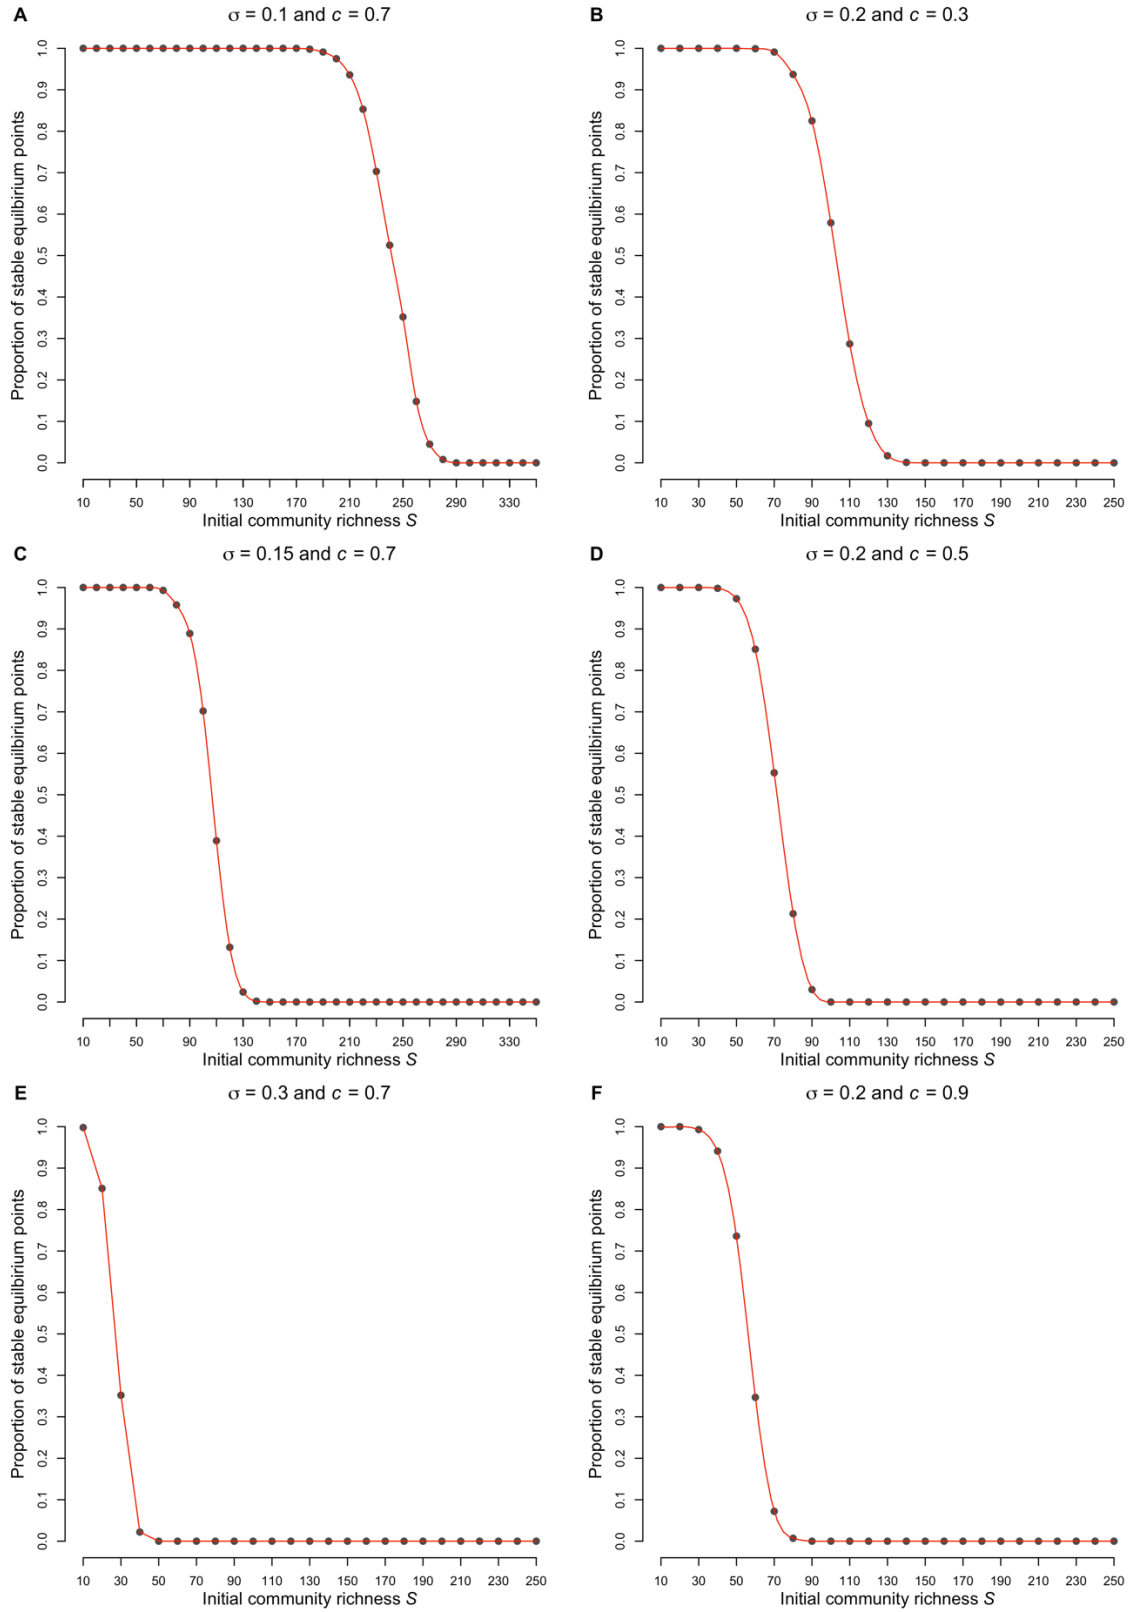 A
σ = 0.1 and c = 0.7
Proportion of stable equilbirium points
1.0
0.9
0.8
0.7
0.6
0.5
0.4
0.3
0.2
0.1
0.0
10 50 90 130 170 210 250 290 330
Initial community richness S
B
σ = 0.2 and c = 0.3
Proportion of stable equilbirium points
1.0
0.9
0.8
0.7
0.6
0.5
0.4
0.3
0.2
0.1
0.0
10 30 50 70 90 110 130 150 170 190 210 230 250
Initial community richness S
C
σ = 0.15 and c = 0.7
Proportion of stable equilbirium points
1.0
0.9
0.8
0.7
0.6
0.5
0.4
0.3
0.2
0.1
0.0
10 50 90 130 170 210 250 290 330
Initial community richness S
D
σ = 0.2 and c = 0.5
Proportion of stable equilbirium points
1.0
0.9
0.8
0.7
0.6
0.5
0.4
0.3
0.2
0.1
0.0
10 30 50 70 90 110 130 150 170 190 210 230 250
Initial community richness S
E
σ = 0.3 and c = 0.7
Proportion of stable equilbirium points
1.0
0.9
0.8
0.7
0.6
0.5
0.4
0.3
0.2
0.1
0.0
10 30 50 70 90 110 130 150 170 190 210 230 250
Initial community richness S
F
σ = 0.2 and c = 0.9
Proportion of stable equilbirium points
1.0
0.9
0.8
0.7
0.6
0.5
0.4
0.3
0.2
0.1
0.0
10 30 50 70 90 110 130 150 170 190 210 230 250
Initial community richness S